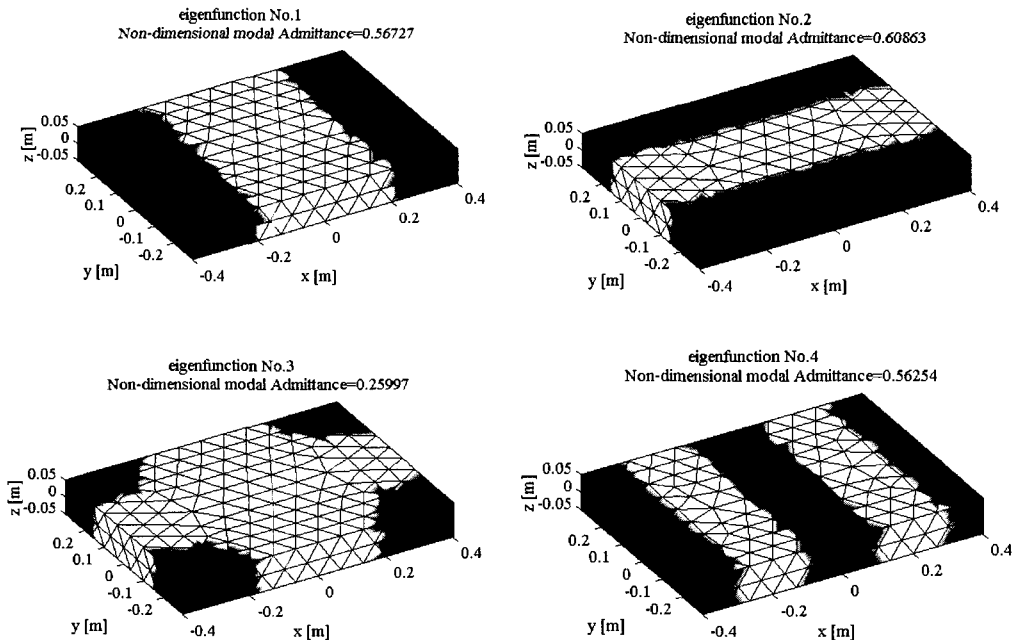 eigenfunction No.1
Non-dimensional modal Admittance=0.56727
0.05
0
-0.05
z [m]
0.2
0.1
0
-0.1
-0.2
y [m]
-0.4
-0.2
0
0.2
0.4
x [m]
eigenfunction No.2
Non-dimensional modal Admittance=0.60863
0.05
0
-0.05
z [m]
0.2
0.1
0
-0.1
-0.2
y [m]
-0.4
-0.2
0
0.2
0.4
x [m]
eigenfunction No.3
Non-dimensional modal Admittance=0.25997
0.05
0
-0.05
z [m]
0.2
0.1
0
-0.1
-0.2
y [m]
-0.4
-0.2
0
0.2
0.4
x [m]
eigenfunction No.4
Non-dimensional modal Admittance=0.56254
0.05
0
-0.05
z [m]
0.2
0.1
0
-0.1
-0.2
y [m]
-0.4
-0.2
0
0.2
0.4
x [m]